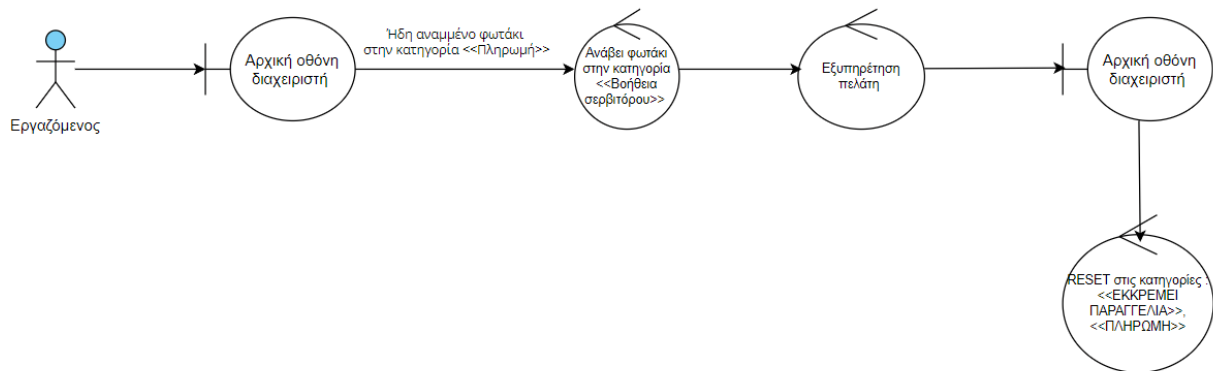 Εργαζόμενος
Αρχική οθόνη
διαχειριστή
Ήδη αναμμένο φωτάκι
στην κατηγορία <<Πληρωμή>>
Ανάβει φωτάκι
στην κατηγορία
<<Βοήθεια
σερβιτόρου>>
Εξυπηρέτηση
πελάτη
Αρχική οθόνη
διαχειριστή
RESET στις κατηγορίες :
<<ΕΚΚΡΕΜΕΙ
ΠΑΡΑΓΓΕΛΙΑ>>,
<<ΠΛΗΡΩΜΗ>>